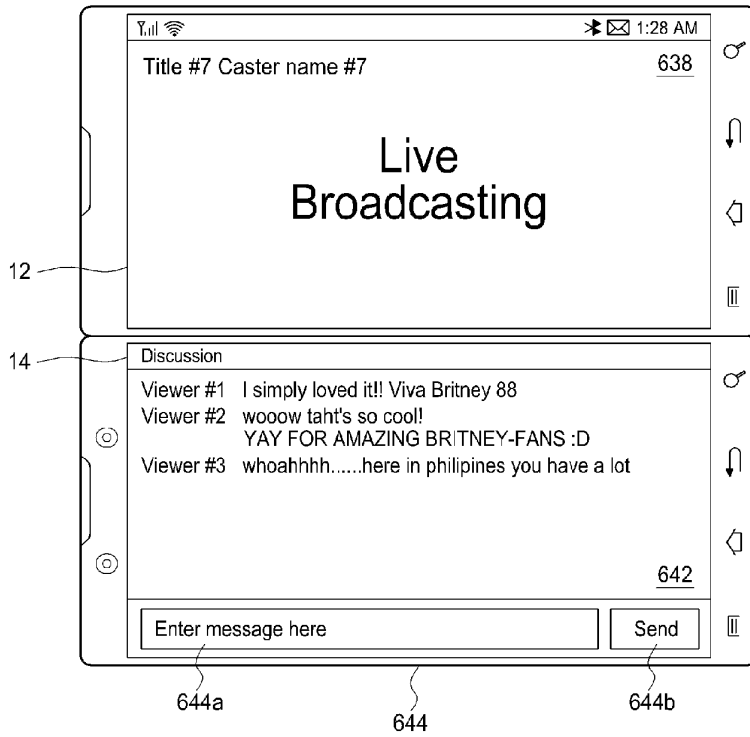 1:28 AM
Title #7 Caster name #7 638
Live
Broadcasting
12
14
Discussion
Viewer #1 I simply loved it!! Viva Britney 88
Viewer #2 wooow taht's so cool!
YAY FOR AMAZING BRITNEY-FANS :D
Viewer #3 whoahhhh......here in philipines you have a lot
642
Enter message here Send
644a 644 644b